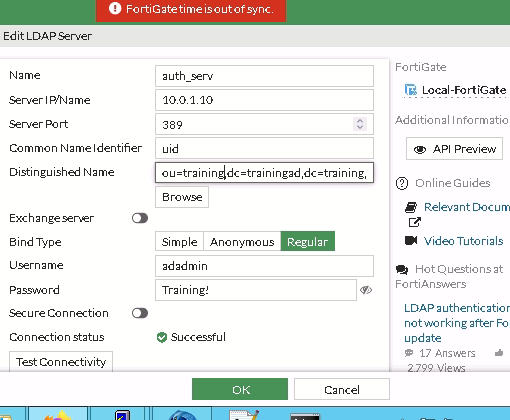 FortiGate time is out of sync.
Edit LDAP Server
Name auth_serv
Server IP/Name 10.0.1.10
Server Port 389
Common Name Identifier uid
Distinguished Name ou=training,dc=trainingad,dc=training,
Browse
Exchange server
Bind Type Simple Anonymous Regular
Username adadmin
Password Training!
Secure Connection
Connection status Successful
Test Connectivity
OK Cancel
FortiGate
Local-FortiGate
Additional Informatio
API Preview
Online Guides
Relevant Docum
Video Tutorials
Hot Questions at
FortiAnswers
LDAP authentication
not working after Fo
update
17 Answers
2,799 Views